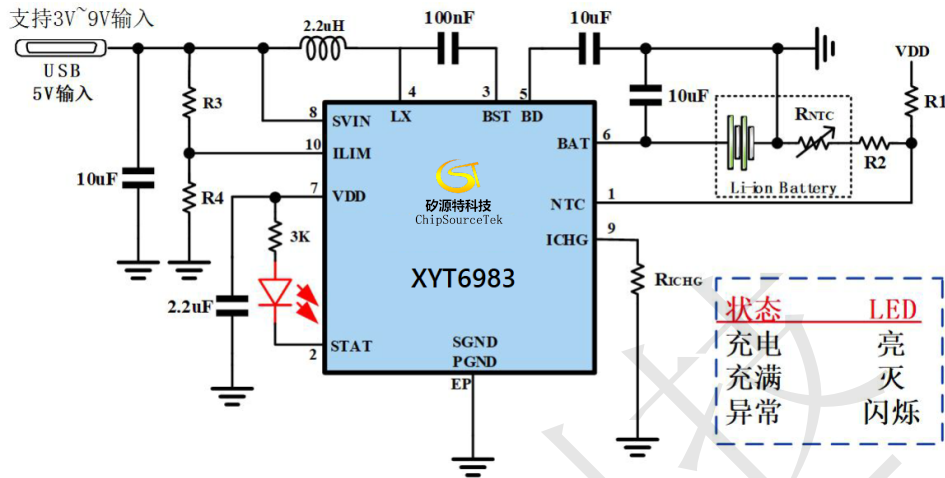 支持3V~9V输入
USB
5V输入
2.2uH
100nF
10uF
VDD
R3
R1
4
3
5
LX
BST
BD
10uF
RNTC
8
SVIN
6
BAT
R2
10
ILIM
Li-ion Battery
10uF
R4
7
VDD
矽源特科技
ChipSourceTek
1
NTC
3K
9
ICHG
XYT6983
RICHG
2.2uF
2
STAT
SGND
PGND
EP
状态 LED
充电 亮
充满 灭
异常 闪烁